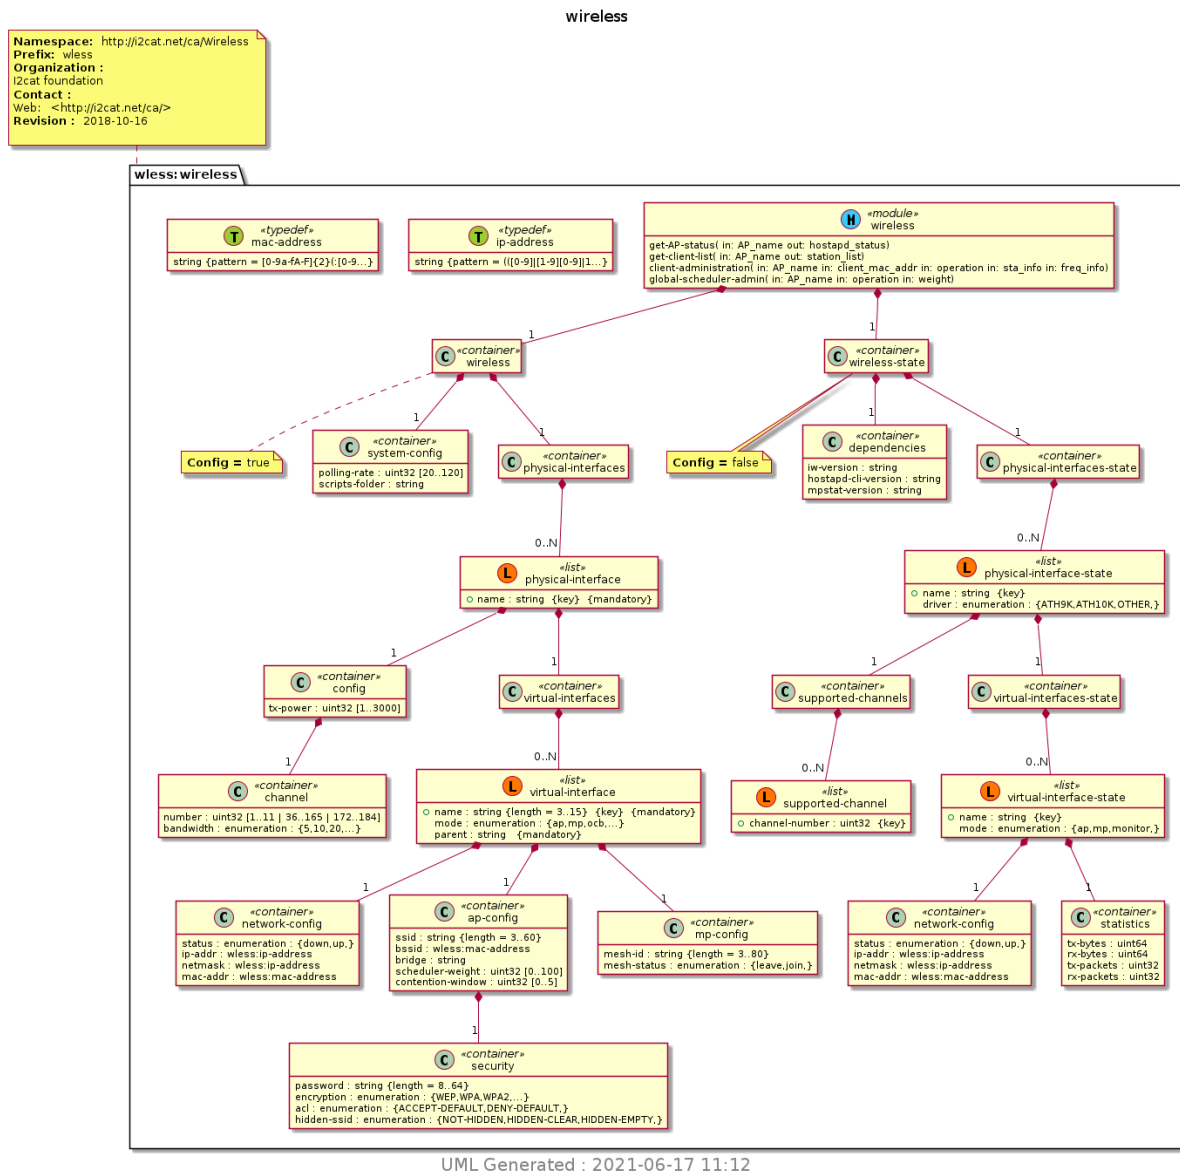 wireless
Namespace: http://i2cat.net/ca/Wireless
Prefix: wless
Organization :
I2cat foundation
Contact :
Web: <http://i2cat.net/ca/>
Revision : 2018-10-16
wless:wireless
T
«typedef»
mac-address
string {pattern = [0-9a-fA-F]{2}(:[0-9...}
T
«typedef»
ip-address
string {pattern = (([0-9]|[1-9][0-9]|1...}
M
«module»
wireless
get-AP-status( in: AP_name out: hostapd_status)
get-client-list( in: AP_name out: station_list)
client-administration( in: AP_name in: client_mac_addr in: operation in: sta_info in: freq_info)
global-scheduler-admin( in: AP_name in: operation in: weight)
1
1
C
«container»
wireless
C
«container»
wireless-state
1
1
1
1
Config = true
C
«container»
system-config
polling-rate : uint32 [20..120]
scripts-folder : string
C
«container»
physical-interfaces
Config = false
C
«container»
dependencies
iw-version : string
hostapd-cli-version : string
mpstat-version : string
C
«container»
physical-interfaces-state
0..N
0..N
L
«list»
physical-interface
name : string {key} {mandatory}
L
«list»
physical-interface-state
name : string {key}
driver : enumeration : {ATH9K,ATH10K,OTHER,}
1
1
1
1
C
«container»
config
tx-power : uint32 [1..3000]
C
«container»
virtual-interfaces
C
«container»
supported-channels
C
«container»
virtual-interfaces-state
1
0..N
0..N
0..N
C
«container»
channel
number : uint32 [1..11 | 36..165 | 172..184]
bandwidth : enumeration : {5,10,20,...}
L
«list»
virtual-interface
name : string {length = 3..15} {key} {mandatory}
mode : enumeration : {ap,mp,ocb,...}
parent : string {mandatory}
L
«list»
supported-channel
channel-number : uint32 {key}
L
«list»
virtual-interface-state
name : string {key}
mode : enumeration : {ap,mp,monitor,}
1
1
1
1
1
C
«container»
network-config
status : enumeration : {down,up,}
ip-addr : wless:ip-address
netmask : wless:ip-address
mac-addr : wless:mac-address
C
«container»
ap-config
ssid : string {length = 3..60}
bssid : wless:mac-address
bridge : string
scheduler-weight : uint32 [0..100]
contention-window : uint32 [0..5]
C
«container»
mp-config
mesh-id : string {length = 3..80}
mesh-status : enumeration : {leave,join,}
C
«container»
network-config
status : enumeration : {down,up,}
ip-addr : wless:ip-address
netmask : wless:ip-address
mac-addr : wless:mac-address
C
«container»
statistics
tx-bytes : uint64
rx-bytes : uint64
tx-packets : uint32
rx-packets : uint32
1
C
«container»
security
password : string {length = 8..64}
encryption : enumeration : {WEP,WPA,WPA2,...}
acl : enumeration : {ACCEPT-DEFAULT,DENY-DEFAULT,}
hidden-ssid : enumeration : {NOT-HIDDEN,HIDDEN-CLEAR,HIDDEN-EMPTY,}
UML Generated : 2021-06-17 11:12